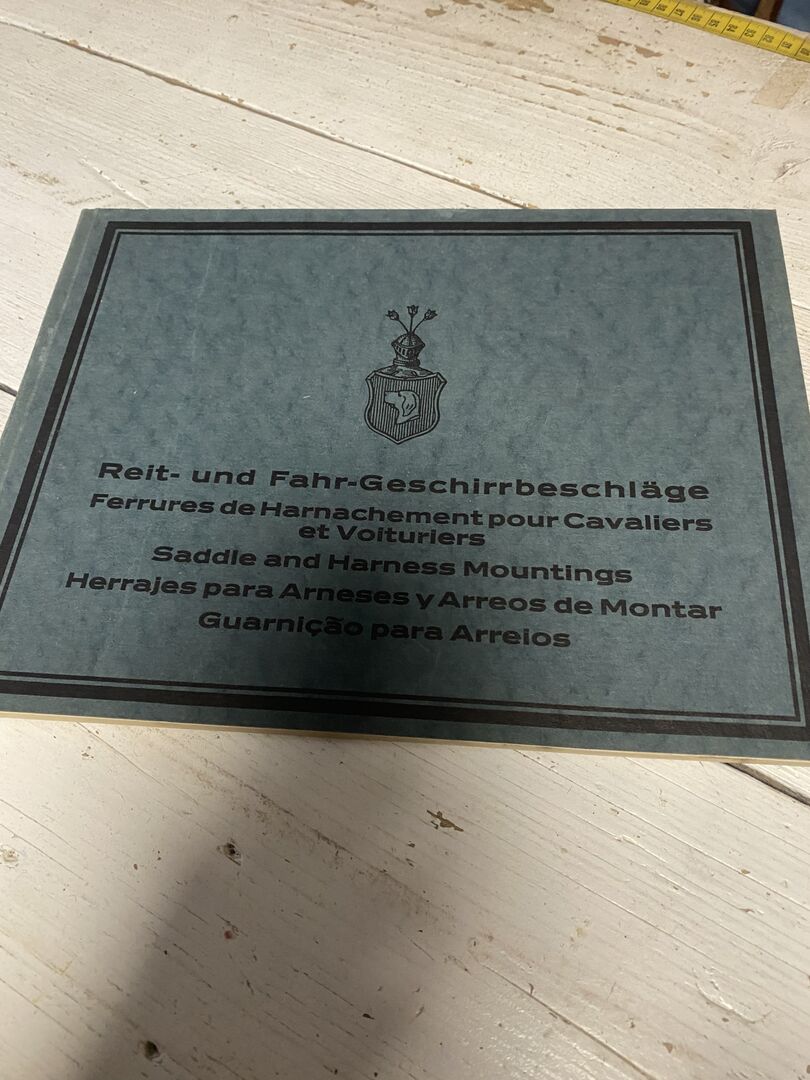 Reit- und Fahr-Geschirrbeschläge
Ferrures de Harnachement pour Cavaliers
et Voituriers
Saddle and Harness Mountings
Herrajes para Arneses y Arreos de Montar
Guarnição para Arreios